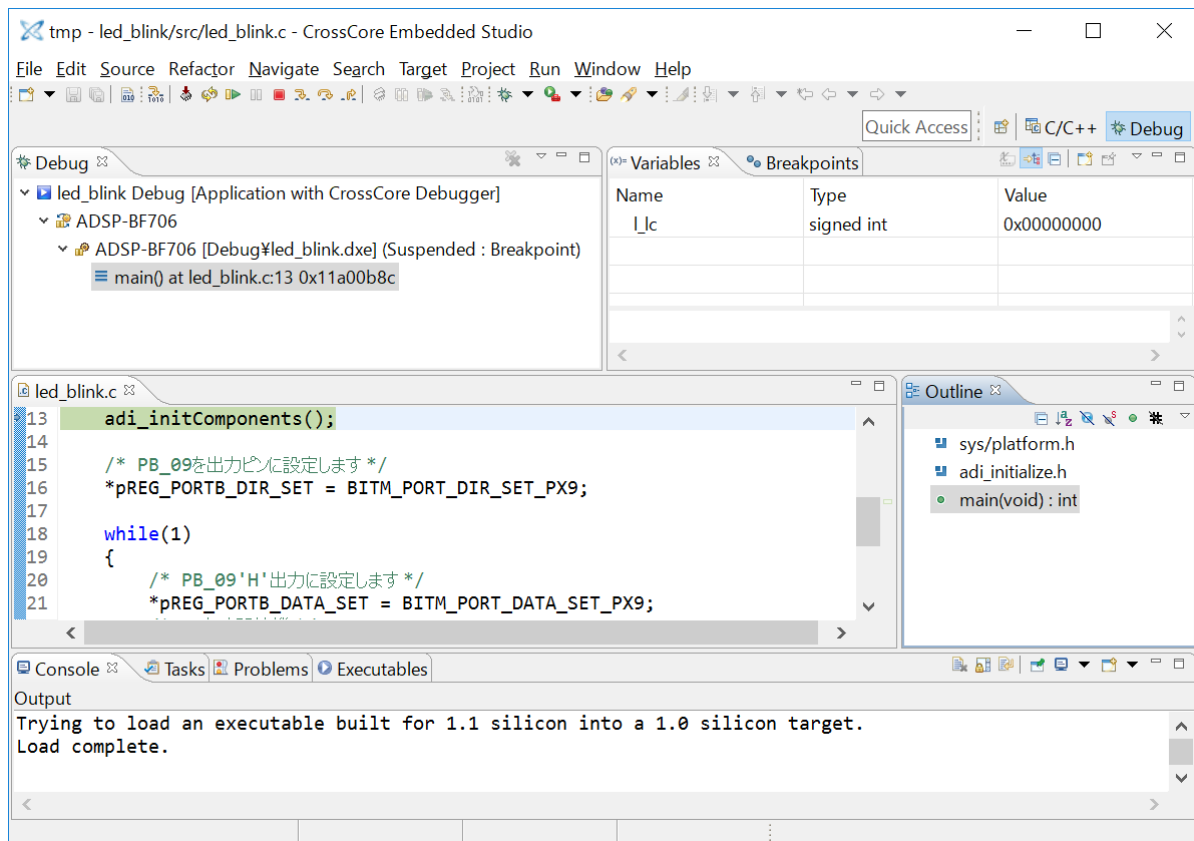 tmp - led_blink/src/led_blink.c - CrossCore Embedded Studio
File Edit Source Refactor Navigate Search Target Project Run Window Help
Quick Access C/C++ Debug
Debug
led_blink Debug [Application with CrossCore Debugger]
ADSP-BF706
ADSP-BF706 [Debug¥led_blink.dxe] (Suspended : Breakpoint)
main() at led_blink.c:13 0x11a00b8c
(x)= Variables Breakpoints
Name Type Value
l_lc signed int 0x00000000
led_blink.c
13 adi_initComponents();
14
15 /* PB_09を出力ピンに設定します */
16 *pREG_PORTB_DIR_SET = BITM_PORT_DIR_SET_PX9;
17
18 while(1)
19 {
20 /* PB_09'H'出力に設定します */
21 *pREG_PORTB_DATA_SET = BITM_PORT_DATA_SET_PX9;
Outline
sys/platform.h
adi_initialize.h
main(void) : int
Console Tasks Problems Executables
Output
Trying to load an executable built for 1.1 silicon into a 1.0 silicon target.
Load complete.